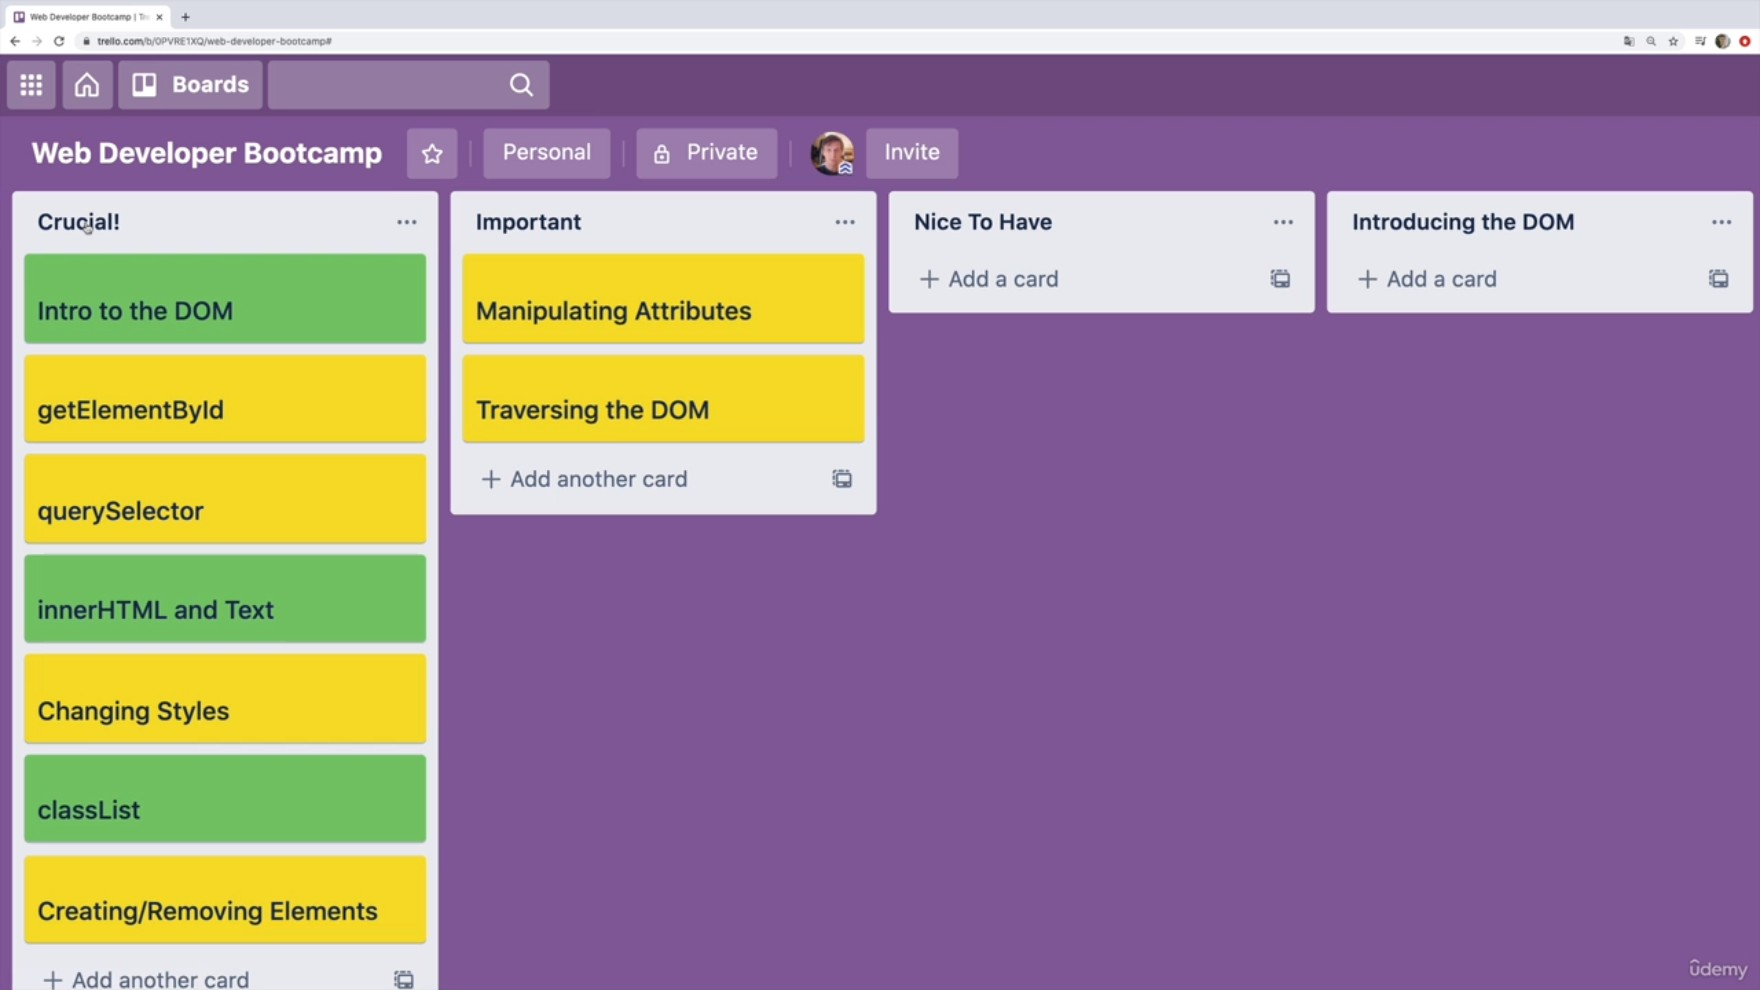 Web Developer Bootcamp | Tre
trello.com/b/0PVRE1XQ/web-developer-bootcamp#
Boards
Web Developer Bootcamp
Personal
Private
Invite
Crucial!
Intro to the DOM
getElementById
querySelector
innerHTML and Text
Changing Styles
classList
Creating/Removing Elements
+ Add another card
Important
Manipulating Attributes
Traversing the DOM
+ Add another card
Nice To Have
+ Add a card
Introducing the DOM
+ Add a card
udemy